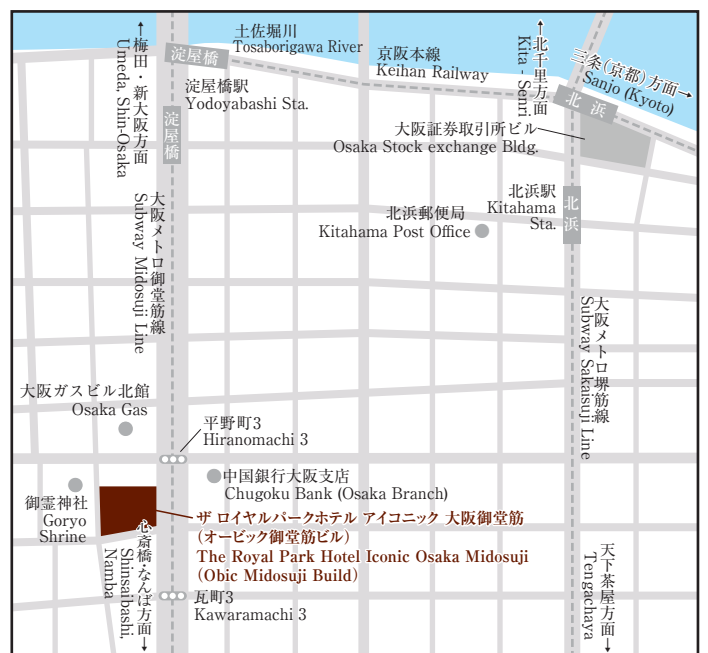 ←梅田・新大阪方面
Umeda, Shin-Osaka
淀屋橋
土佐堀川
Tosaborigawa River
京阪本線
Keihan Railway
←北千里方面
Kita - Senri
三条(京都)方面→
Sanjo (Kyoto)
北浜
淀屋橋駅
Yodoyabashi Sta.
淀屋橋
大阪証券取引所ビル
Osaka Stock exchange Bldg.
北浜駅
Kitahama
Sta.
北浜
北浜郵便局
Kitahama Post Office
大阪メトロ御堂筋線
Subway Midosuji Line
大阪メトロ堺筋線
Subway Sakaisuji Line
大阪ガスビル北館
Osaka Gas
平野町3
Hiranomachi 3
中国銀行大阪支店
Chugoku Bank (Osaka Branch)
御霊神社
Goryo
Shrine
ザ ロイヤルパークホテル アイコニック 大阪御堂筋
(オービック御堂筋ビル)
The Royal Park Hotel Iconic Osaka Midosuji
(Obic Midosuji Build)
心斎橋・なんば方面→
Shinsaibashi,
Namba
瓦町3
Kawaramachi 3
天下茶屋方面→
Tengachaya